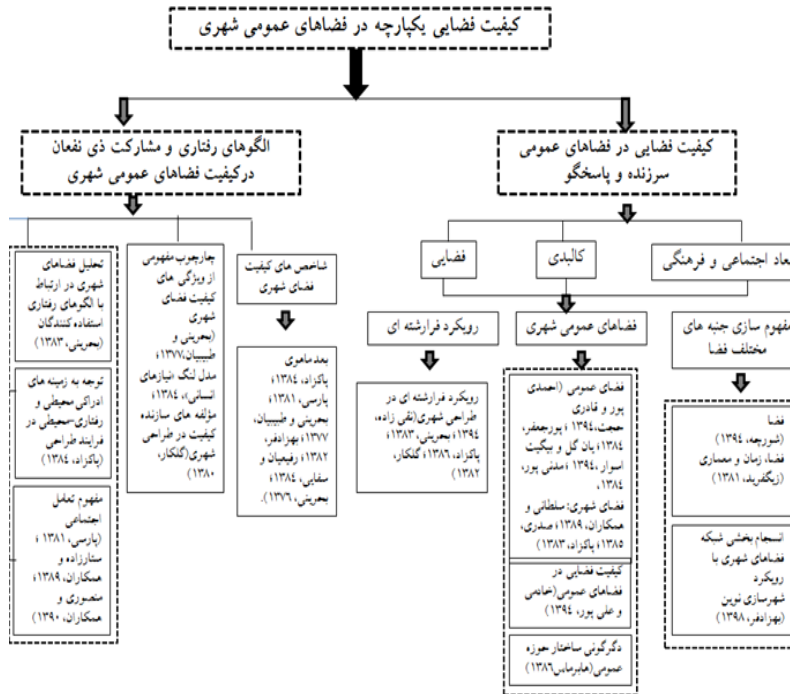 کیفیت فضایی یکپارچه در فضاهای عمومی شهری
کیفیت فضایی در فضاهای عمومی
سرزنده و پاسخگو
الگوهای رفتاری و مشارکت ذی نفعان
درکیفیت فضاهای عمومی شهری
عاد اجتماعی و فرهنگی
کالبدی
فضایی
مفهوم سازی جنبه های
مختلف فضا
فضاهای عمومی شهری
رویکرد فرارشته ای
فضا
(شورچه، ۱۳۹۴)
فضا، زمان و معماری
(زیگفرید، ۱۳۸۱)
انسجام بخشی شبکه
فضاهای شهری با
رویکرد
شهرسازی نوین
(بهزادفر، ۱۳۹۸)
فضای عمومی (احمدی
پور و قادری
حجت، ۱۳۹۴؛ پورجعفر،
۱۳۸۴؛ یان گل و بیگیت
اسوار، ۱۳۹۴؛ مدنی پور،
۱۳۸۴،
فضای شهری: سلطانی و
همکاران، ۱۳۸۹؛ صدری،
۱۳۸۵؛ پاکزاد، ۱۳۸۳)
کیفیت فضایی در
فضاهای عمومی(خادمی
و علی پور، ۱۳۹۴)
دگرگونی ساختار حوزه
عمومی(هابرماس۱۳۸۶)
رویکرد فرارشته ای در
طراحی شهری(نقی زاده،
۱۳۹۴؛ بحرینی، ۱۳۸۳؛
پاکزاد، ۱۳۸۶؛ گلکار،
۱۳۸۲)
شاخص های کیفیت
فضای شهری
بعد ماهوی
پاکزاد، ۱۳۸۴؛
پارسی، ۱۳۸۱؛
بحرینی و طبیبیان،
۱۳۷۷؛ بهزادفر،
۱۳۸۲؛ رفیعیان و
سفایی، ۱۳۸۴؛
بحرینی، ۱۳۷۶).
چارچوب مفهومی
از ویژگی های
کیفیت فضای
شهری
(بحرینی و
طبیبیان،۱۳۷۷)
مدل لنگ =نیازهای
انسانی)، ۱۳۸۴؛
مؤلفه های سازنده
کیفیت در طراحی
شهری(گلکار،
۱۳۸۰)
تحلیل فضاهای
شهری در ارتباط
با الگوهای رفتاری
استفاده کنندگان
(بحرینی، ۱۳۸۳)
توجه به زمینه های
ادراکی محیطی و
رفتاری-محیطی در
فرایند طراحی
(پاکزاد، ۱۳۸۴)
مفهوم تعامل
اجتماعی
(پارسی، ۱۳۸۱ ؛
ستارزاده و
همکاران، ۱۳۸۹؛
منصوری و
همکاران، ۱۳۹۰)